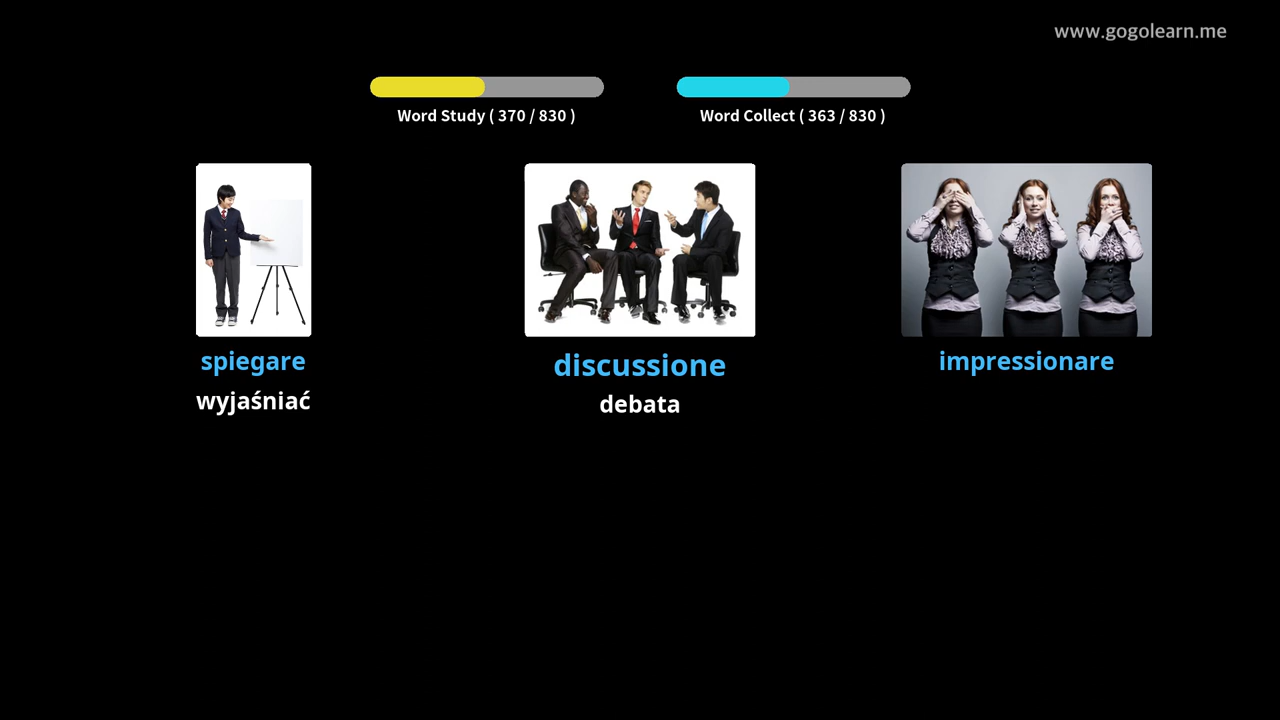 www.gogolearn.me
Word Study ( 370 / 830 )
Word Collect ( 363 / 830 )
spiegare
wyjaśniać
discussione
debata
impressionare